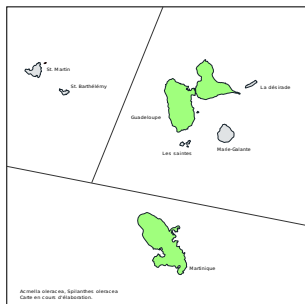 St. Martin
St. Barthélémy
La désirade
Guadeloupe
Marie-Galante
Les saintes
Martinique
Acmella oleracea, Spilanthes oleracea
Carte en cours d'élaboration.